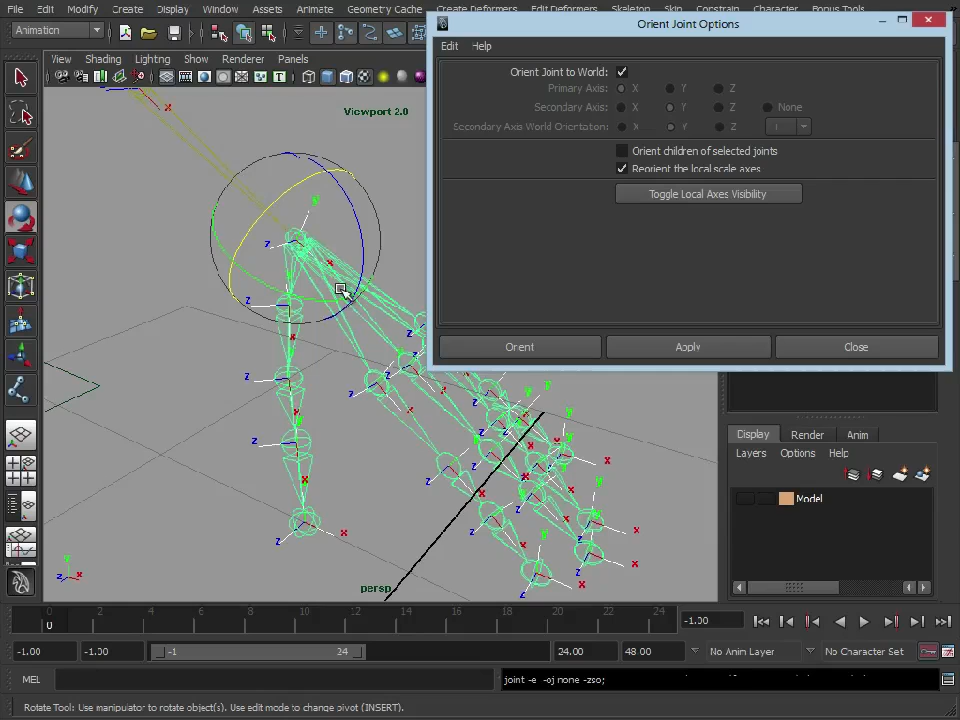 File Edit Modify Create Display Window Assets Animate Geometry Cache Create Deformers Edit Deformers Skeleton Skin Constrain Character Bonus Tools
Orient Joint Options
Animation
Edit Help
View Shading Lighting Show Renderer Panels
Orient Joint to World:
Primary Axis: X Y Z
Secondary Axis: X Y Z None
Secondary Axis World Orientation: X Y Z
Orient children of selected joints
Reorient the local scale axes
Toggle Local Axes Visibility
Orient Apply Close
Viewport 2.0
persp
Display Render Anim
Layers Options Help
Model
0 2 4 6 8 10 12 14 16 18 20 22 24
0
-1.00
-1.00 -1.00 -1 24 24.00 48.00 No Anim Layer No Character Set
MEL
joint -e -oj none -zso;
Rotate Tool: Use manipulator to rotate object(s). Use edit mode to change pivot (INSERT).